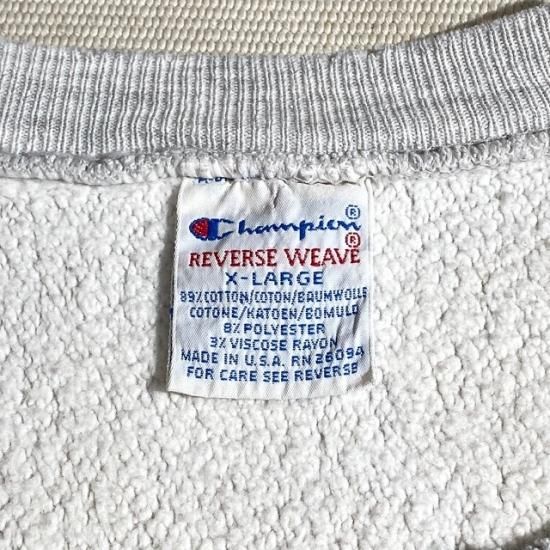 Champion®
REVERSE WEAVE®
X-LARGE
89% COTTON/COTON/BAUMWOLLE
COTONE/KATOEN/BOMULD
8% POLYESTER
3% VISCOSE RAYON
MADE IN U.S.A. RN 26094
FOR CARE SEE REVERSE